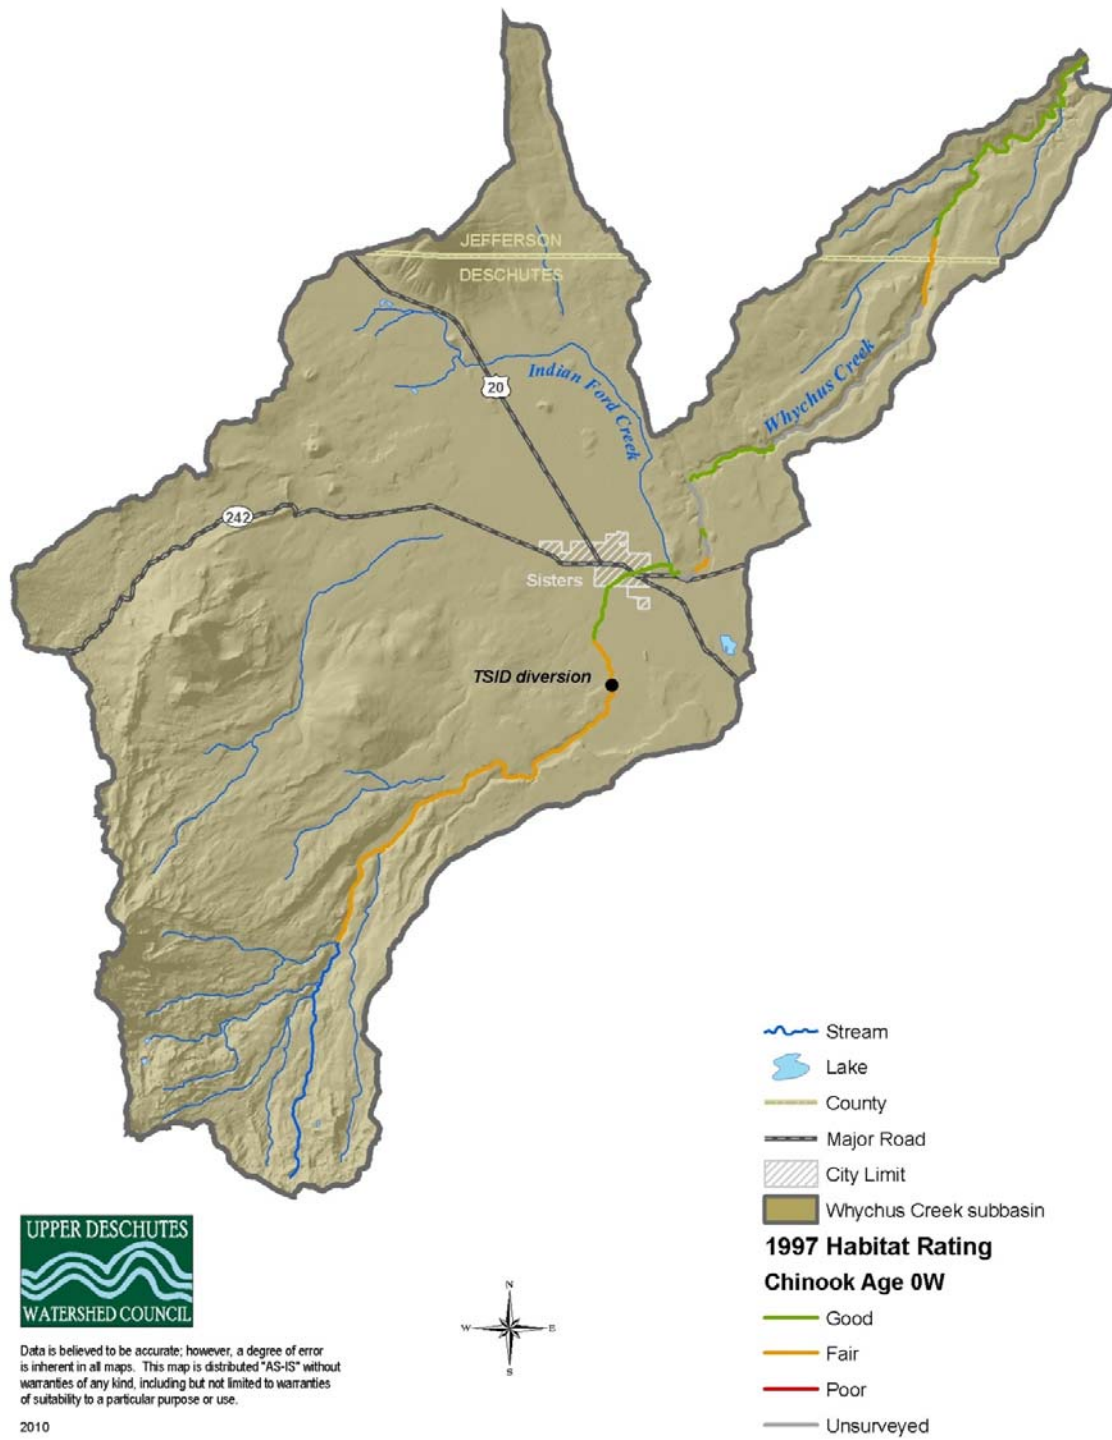 JEFFERSON
DESCHUTES
20
Indian Ford Creek
Whychus Creek
242
Sisters
TSID diversion
Stream
Lake
County
Major Road
City Limit
Whychus Creek subbasin
1997 Habitat Rating
Chinook Age 0W
Good
Fair
Poor
Unsurveyed
UPPER DESCHUTES
WATERSHED COUNCIL
N
W
E
S
Data is believed to be accurate; however, a degree of error
is inherent in all maps. This map is distributed "AS-IS" without
warranties of any kind, including but not limited to warranties
of suitability to a particular purpose or use.
2010